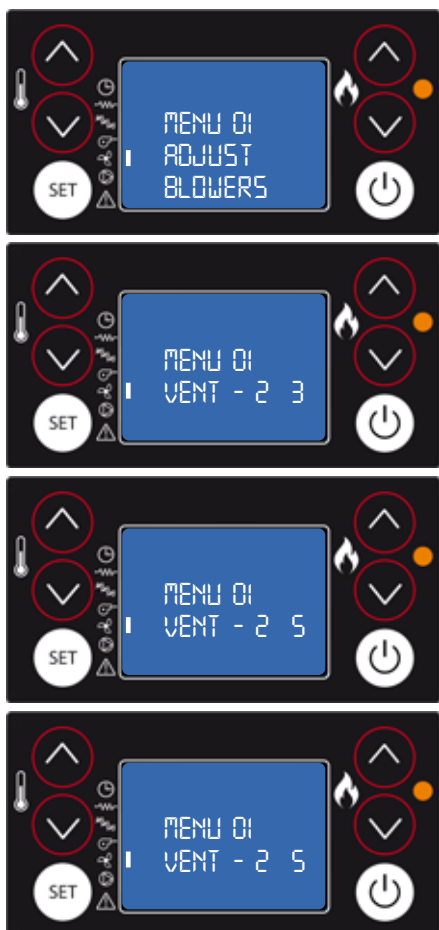 MENU 01
ADJUST
BLOWERS
SET
MENU 01
VENT - 2 3
SET
MENU 01
VENT - 2 5
SET
MENU 01
VENT - 2 5
SET